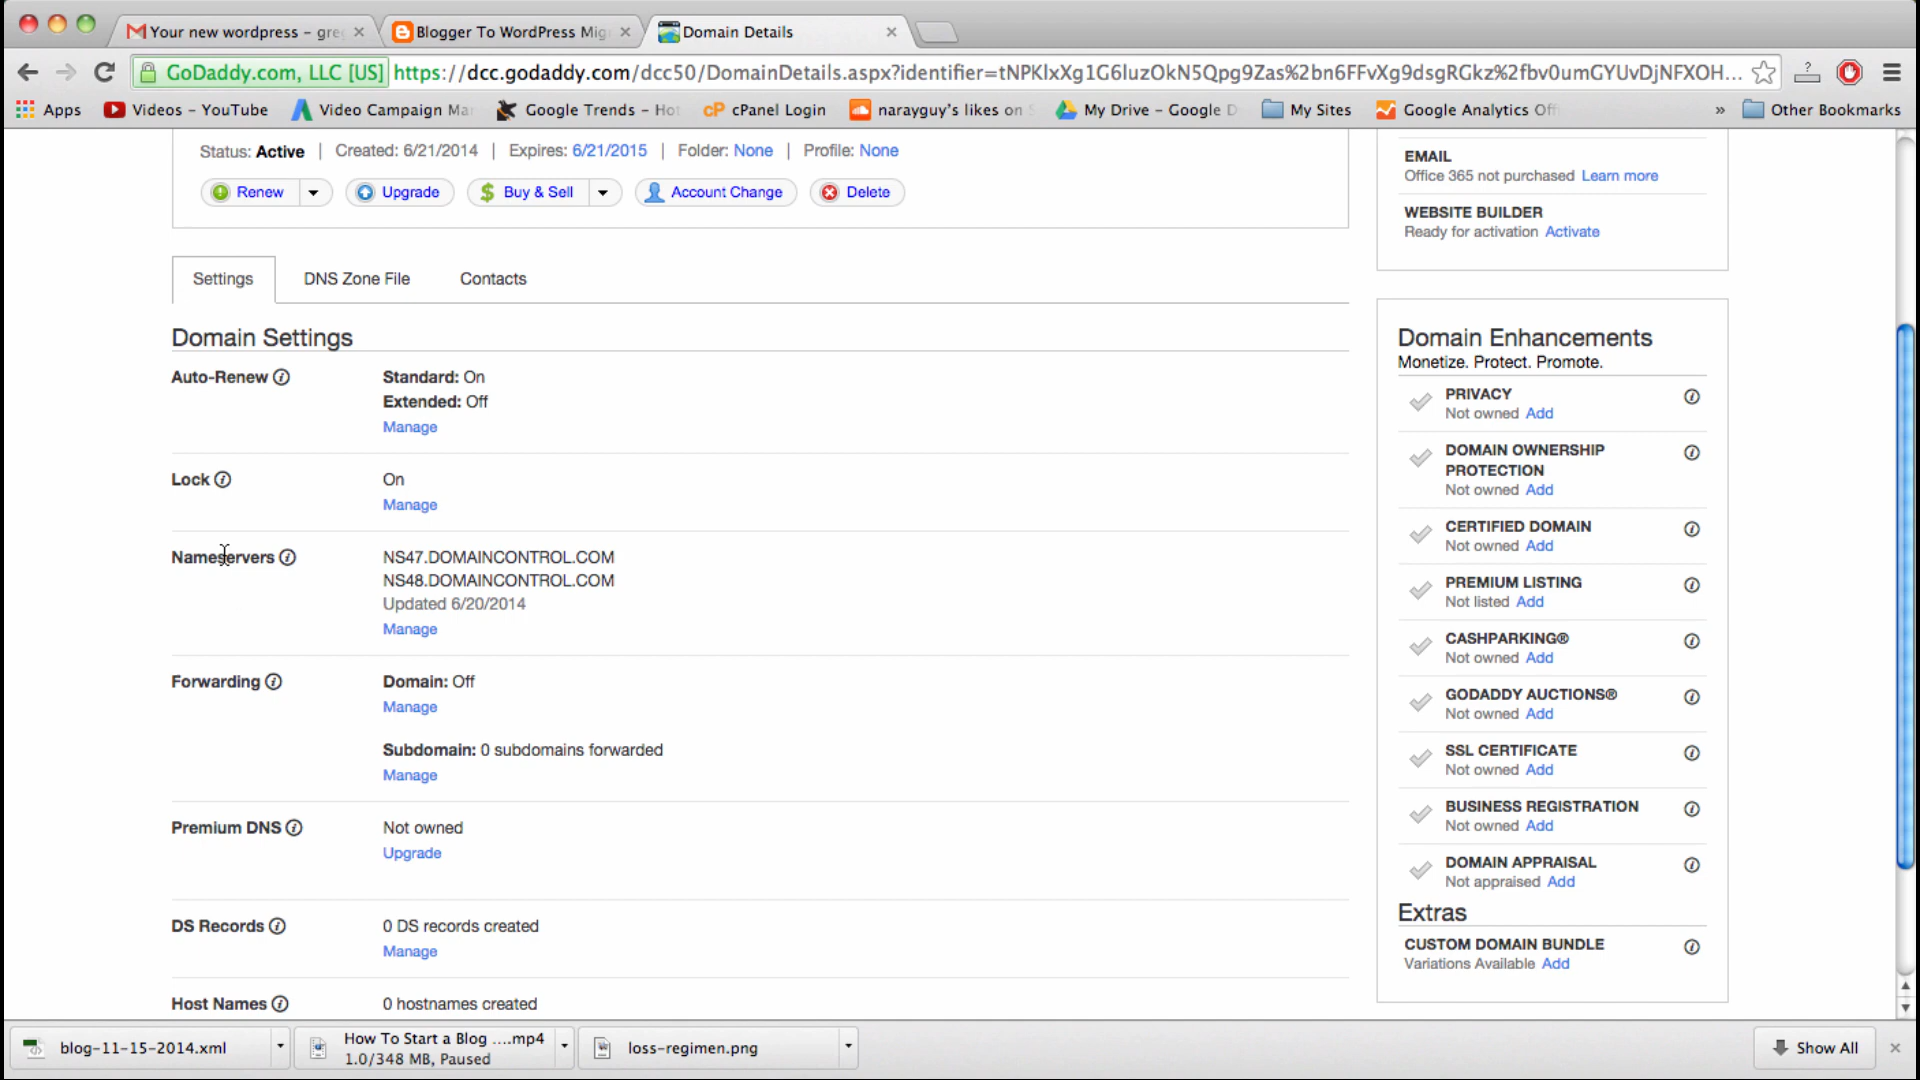 Your new wordpress – gre
Blogger To WordPress Mig
Domain Details
GoDaddy.com, LLC [US]
https://dcc.godaddy.com/dcc50/DomainDetails.aspx?identifier=tNPKlxXg1G6luzOkN5Qpg9Zas%2bn6FFvXg9dsgRGkz%2fbv0umGYUvDjNFXOH...
Apps
Videos – YouTube
Video Campaign Ma
Google Trends – Hot
cP cPanel Login
narayguy's likes on
My Drive – Google D
My Sites
Google Analytics Off
»
Other Bookmarks
Status: Active | Created: 6/21/2014 | Expires: 6/21/2015 | Folder: None | Profile: None
Renew
Upgrade
Buy & Sell
Account Change
Delete
Settings
DNS Zone File
Contacts
Domain Settings
Auto-Renew
Standard: On
Extended: Off
Manage
Lock
On
Manage
Nameservers
NS47.DOMAINCONTROL.COM
NS48.DOMAINCONTROL.COM
Updated 6/20/2014
Manage
Forwarding
Domain: Off
Manage
Subdomain: 0 subdomains forwarded
Manage
Premium DNS
Not owned
Upgrade
DS Records
0 DS records created
Manage
Host Names
0 hostnames created
EMAIL
Office 365 not purchased Learn more
WEBSITE BUILDER
Ready for activation Activate
Domain Enhancements
Monetize. Protect. Promote.
PRIVACY
Not owned Add
DOMAIN OWNERSHIP
PROTECTION
Not owned Add
CERTIFIED DOMAIN
Not owned Add
PREMIUM LISTING
Not listed Add
CASHPARKING®
Not owned Add
GODADDY AUCTIONS®
Not owned Add
SSL CERTIFICATE
Not owned Add
BUSINESS REGISTRATION
Not owned Add
DOMAIN APPRAISAL
Not appraised Add
Extras
CUSTOM DOMAIN BUNDLE
Variations Available Add
blog-11-15-2014.xml
How To Start a Blog ....mp4
1.0/348 MB, Paused
loss-regimen.png
Show All